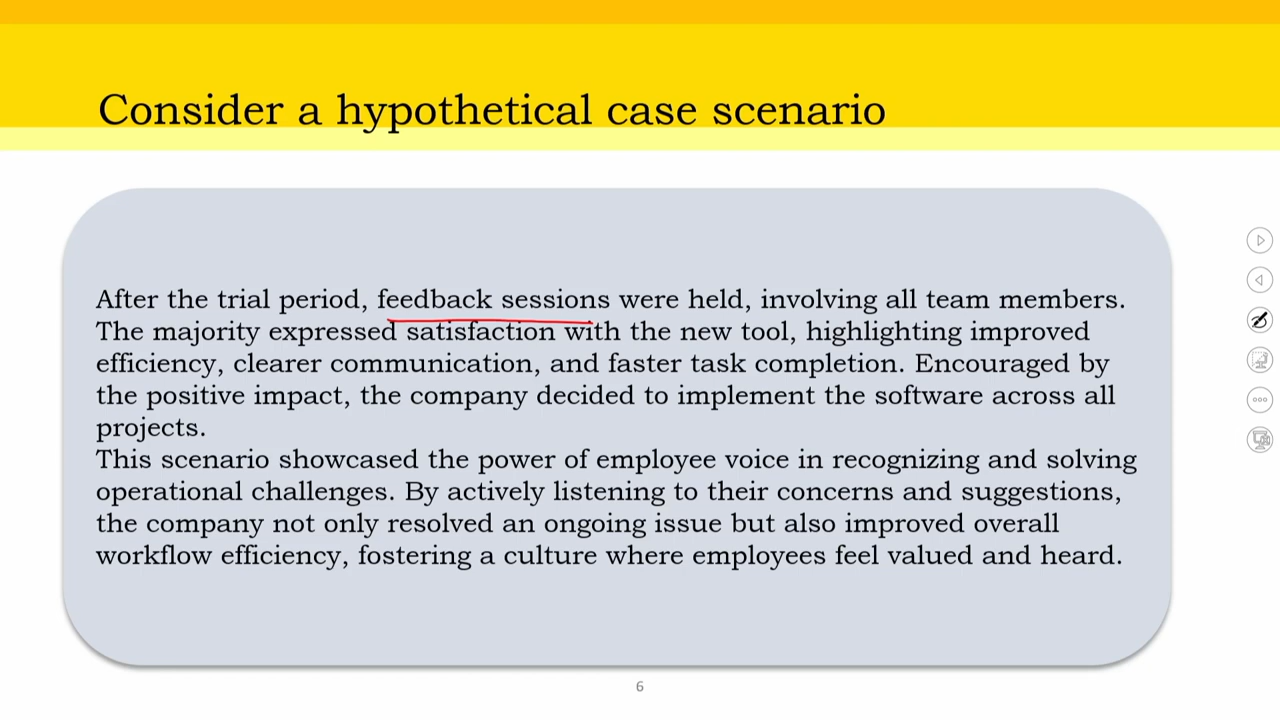 Consider a hypothetical case scenario
After the trial period, feedback sessions were held, involving all team members.
The majority expressed satisfaction with the new tool, highlighting improved
efficiency, clearer communication, and faster task completion. Encouraged by
the positive impact, the company decided to implement the software across all
projects.
This scenario showcased the power of employee voice in recognizing and solving
operational challenges. By actively listening to their concerns and suggestions,
the company not only resolved an ongoing issue but also improved overall
workflow efficiency, fostering a culture where employees feel valued and heard.
6